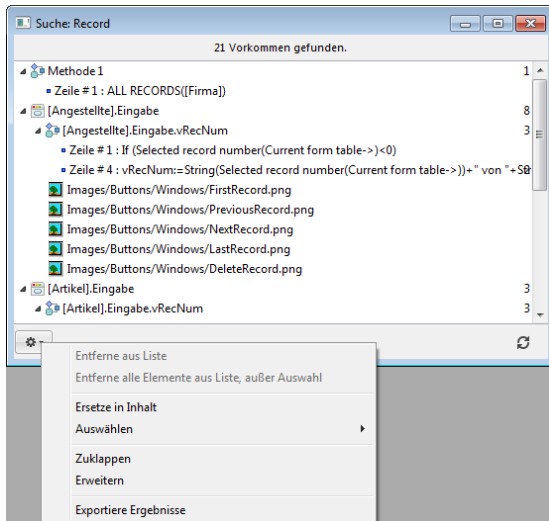 Suche: Record
21 Vorkommen gefunden.
Methode1 1
Zeile # 1 : ALL RECORDS([Firma])
[Angestellte].Eingabe 8
[Angestellte].Eingabe.vRecNum 3
Zeile # 1 : If (Selected record number(Current form table->)<0)
Zeile # 4 : vRecNum:=String(Selected record number(Current form table->))+" von "+
Images/Buttons/Windows/FirstRecord.png
Images/Buttons/Windows/PreviousRecord.png
Images/Buttons/Windows/NextRecord.png
Images/Buttons/Windows/LastRecord.png
Images/Buttons/Windows/DeleteRecord.png
[Artikel].Eingabe 3
[Artikel].Eingabe.vRecNum 3
Entferne aus Liste
Entferne alle Elemente aus Liste, außer Auswahl
Ersetze in Inhalt
Auswählen
Zuklappen
Erweitern
Exportiere Ergebnisse